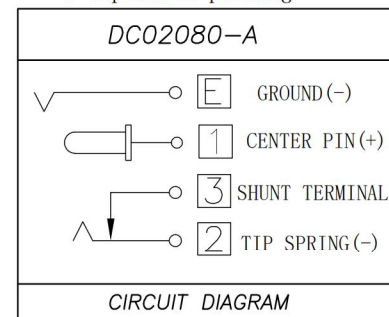 DC02080-A
E GROUND(-)
1 CENTER PIN(+)
3 SHUNT TERMINAL
2 TIP SPRING(-)
CIRCUIT DIAGRAM